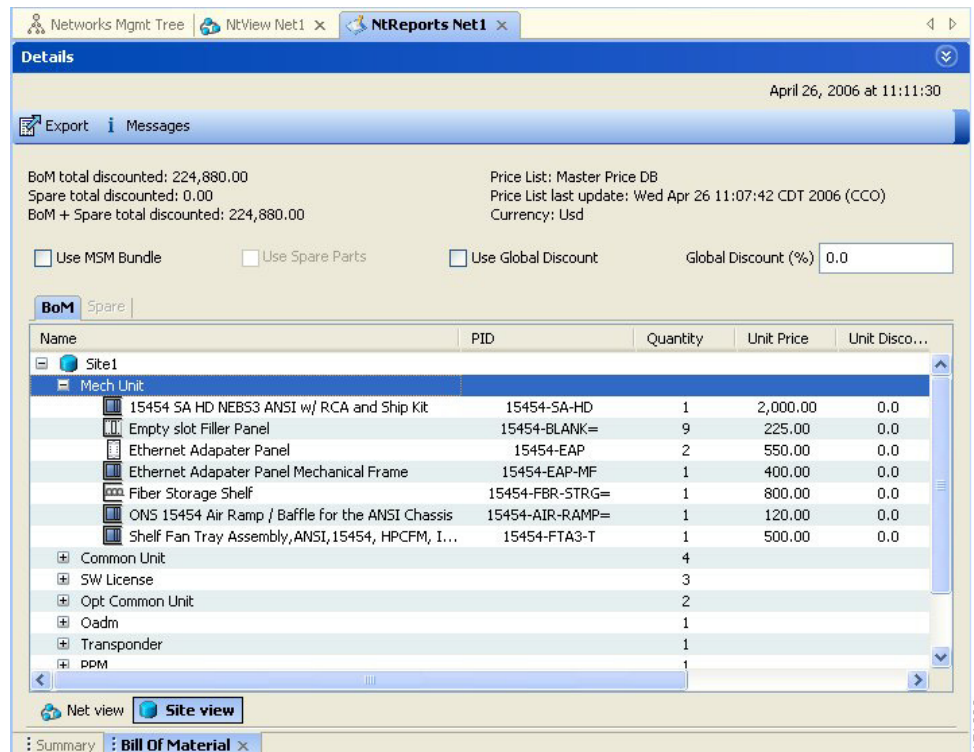 Networks Mgmt Tree NtView Net1 NtReports Net1
Details
April 26, 2006 at 11:11:30
Export Messages
BoM total discounted: 224,880.00 Price List: Master Price DB
Spare total discounted: 0.00 Price List last update: Wed Apr 26 11:07:42 CDT 2006 (CCO)
BoM + Spare total discounted: 224,880.00 Currency: Usd
Use MSM Bundle Use Spare Parts Use Global Discount Global Discount (%) 0.0
BoM Spare
Name PID Quantity Unit Price Unit Disco...
Site1
Mech Unit
15454 SA HD NEBS3 ANSI w/ RCA and Ship Kit 15454-SA-HD 1 2,000.00 0.0
Empty slot Filler Panel 15454-BLANK= 9 225.00 0.0
Ethernet Adapater Panel 15454-EAP 2 550.00 0.0
Ethernet Adapater Panel Mechanical Frame 15454-EAP-MF 1 400.00 0.0
Fiber Storage Shelf 15454-FBR-STRG= 1 800.00 0.0
ONS 15454 Air Ramp / Baffle for the ANSI Chassis 15454-AIR-RAMP= 1 120.00 0.0
Shelf Fan Tray Assembly,ANSI,15454, HPCFM, I... 15454-FTA3-T 1 500.00 0.0
Common Unit 4
SW License 3
Opt Common Unit 2
Oadm 1
Transponder 1
PPM 1
Net view Site view
Summary Bill Of Material